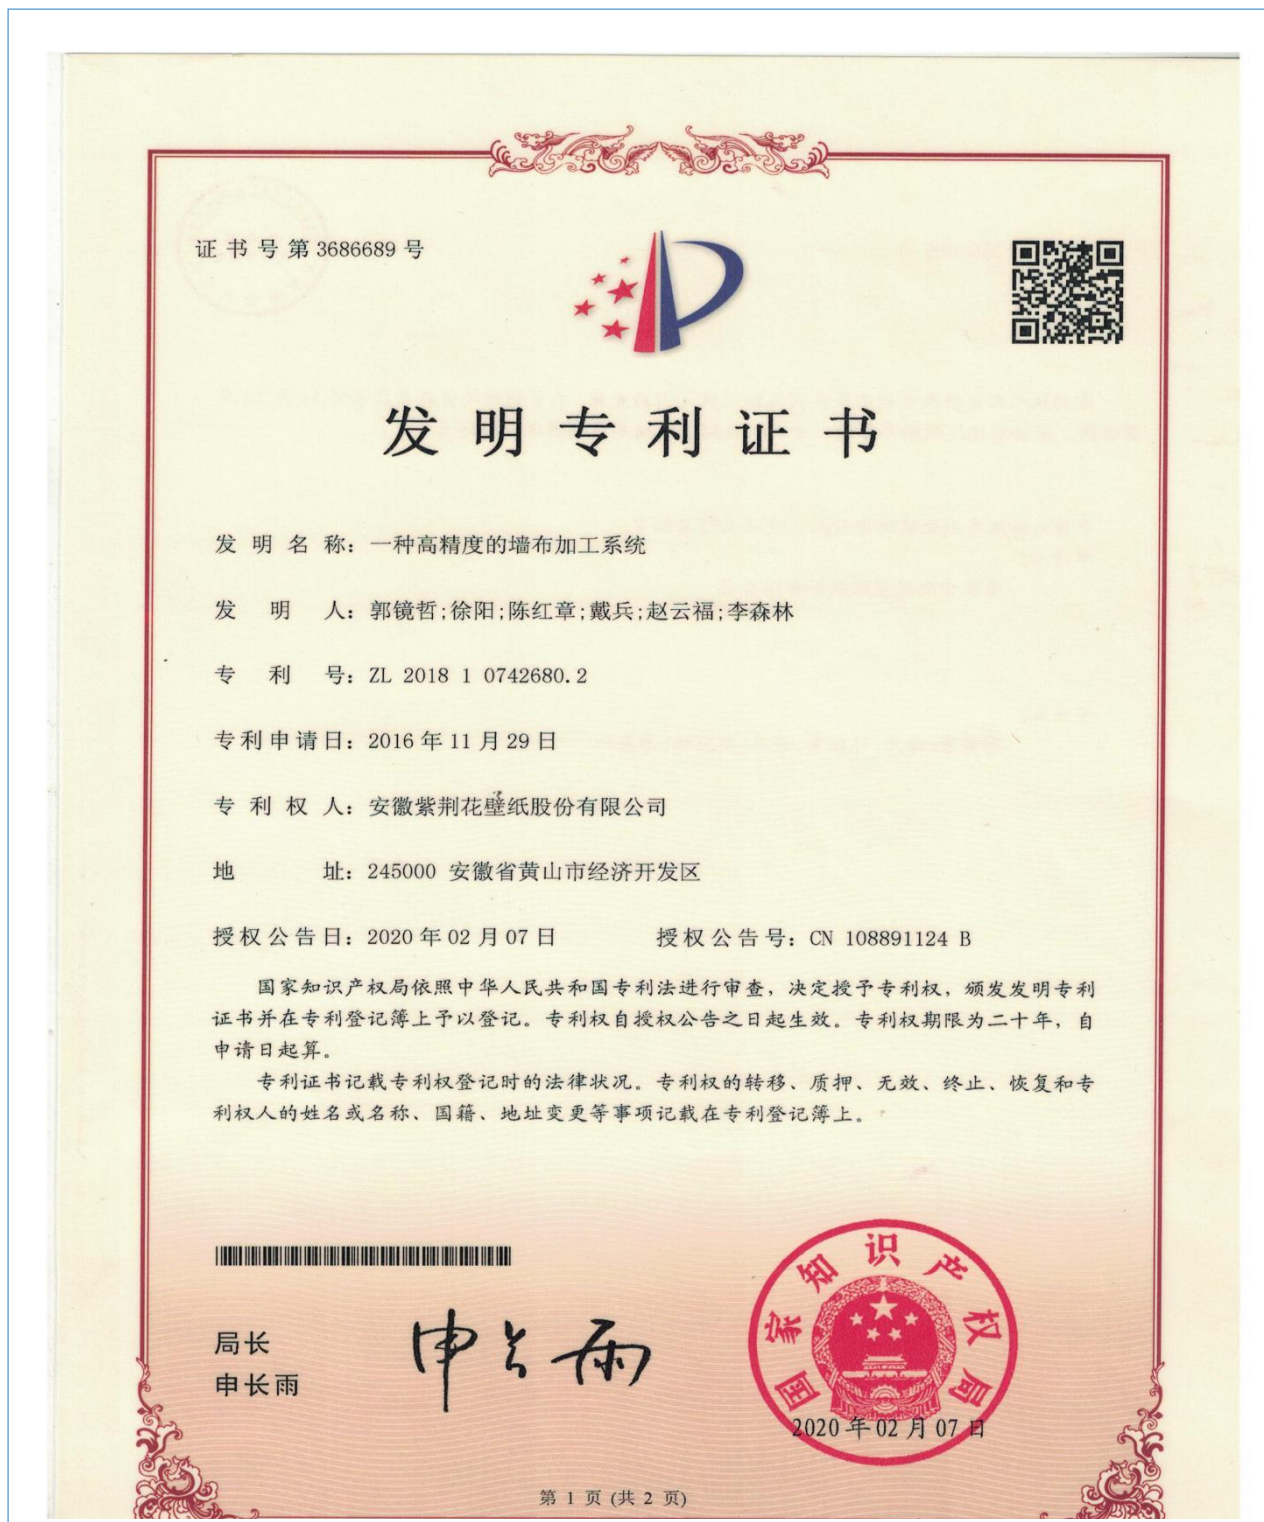 证书号第3686689号
发明专利证书
发明名称：一种高精度的墙布加工系统
发明人：郭镜哲;徐阳;陈红章;戴兵;赵云福;李森林
专利号：ZL 2018 1 0742680.2
专利申请日：2016年11月29日
专利权人：安徽紫荆花壁纸股份有限公司
地址：245000 安徽省黄山市经济开发区
授权公告日：2020年02月07日 授权公告号：CN 108891124 B
国家知识产权局依照中华人民共和国专利法进行审查，决定授予专利权，颁发发明专利
证书并在专利登记簿上予以登记。专利权自授权公告之日起生效。专利权期限为二十年，自
申请日起算。
专利证书记载专利权登记时的法律状况。专利权的转移、质押、无效、终止、恢复和专
利权人的姓名或名称、国籍、地址变更等事项记载在专利登记簿上。
局长
申长雨
申长雨
国家知识产权局
2020年02月07日
第 1 页 (共 2 页)